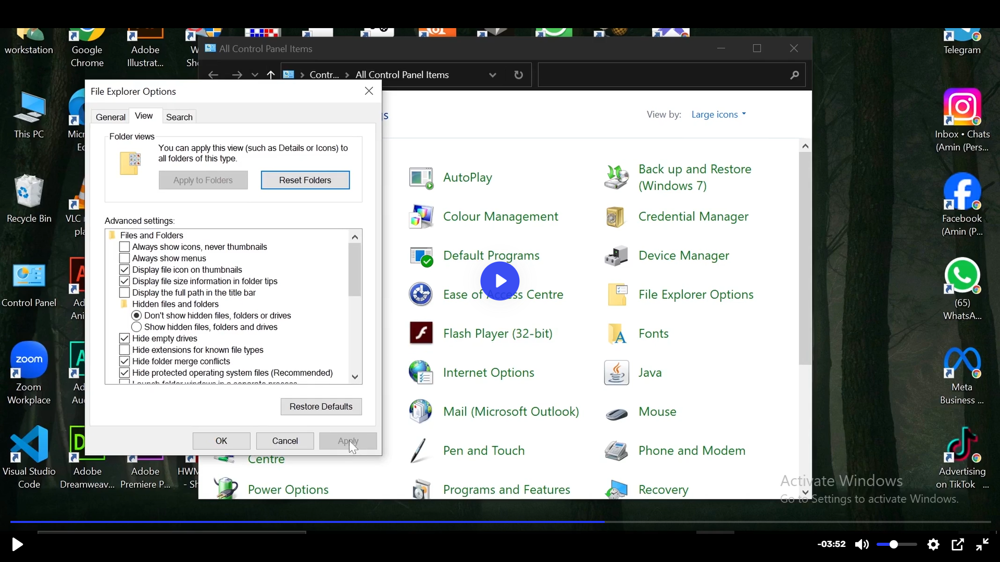 workstation
Google
Chrome
Adobe
Illustrat...
All Control Panel Items
Telegram
Contr...
All Control Panel Items
File Explorer Options
General
View
Search
View by:
Large icons
This PC
Inbox • Chats
(Amin (Pers...
Folder views
You can apply this view (such as Details or Icons) to
all folders of this type.
Apply to Folders
Reset Folders
AutoPlay
Back up and Restore
(Windows 7)
Recycle Bin
VLC
Colour Management
Credential Manager
Facebook
(Amin (P...
Advanced settings:
Files and Folders
Always show icons, never thumbnails
Always show menus
Display file icon on thumbnails
Display file size information in folder tips
Display the full path in the title bar
Hidden files and folders
Don't show hidden files, folders or drives
Show hidden files, folders and drives
Hide empty drives
Hide extensions for known file types
Hide folder merge conflicts
Hide protected operating system files (Recommended)
Launch folder windows in a separate process
Restore Defaults
OK
Cancel
Apply
Default Programs
Device Manager
Ease of Access Centre
File Explorer Options
Control Panel
(65)
WhatsA...
Flash Player (32-bit)
Fonts
zoom
Zoom
Workplace
Internet Options
Java
Meta
Business ...
Mail (Microsoft Outlook)
Mouse
Pen and Touch
Phone and Modem
Centre
Visual Studio
Code
Adobe
Dreamweav...
Adobe
Premiere P...
HWM
- Sh
Power Options
Programs and Features
Recovery
Advertising
on TikTok ...
Activate Windows
Go to Settings to activate Windows.
-03:52